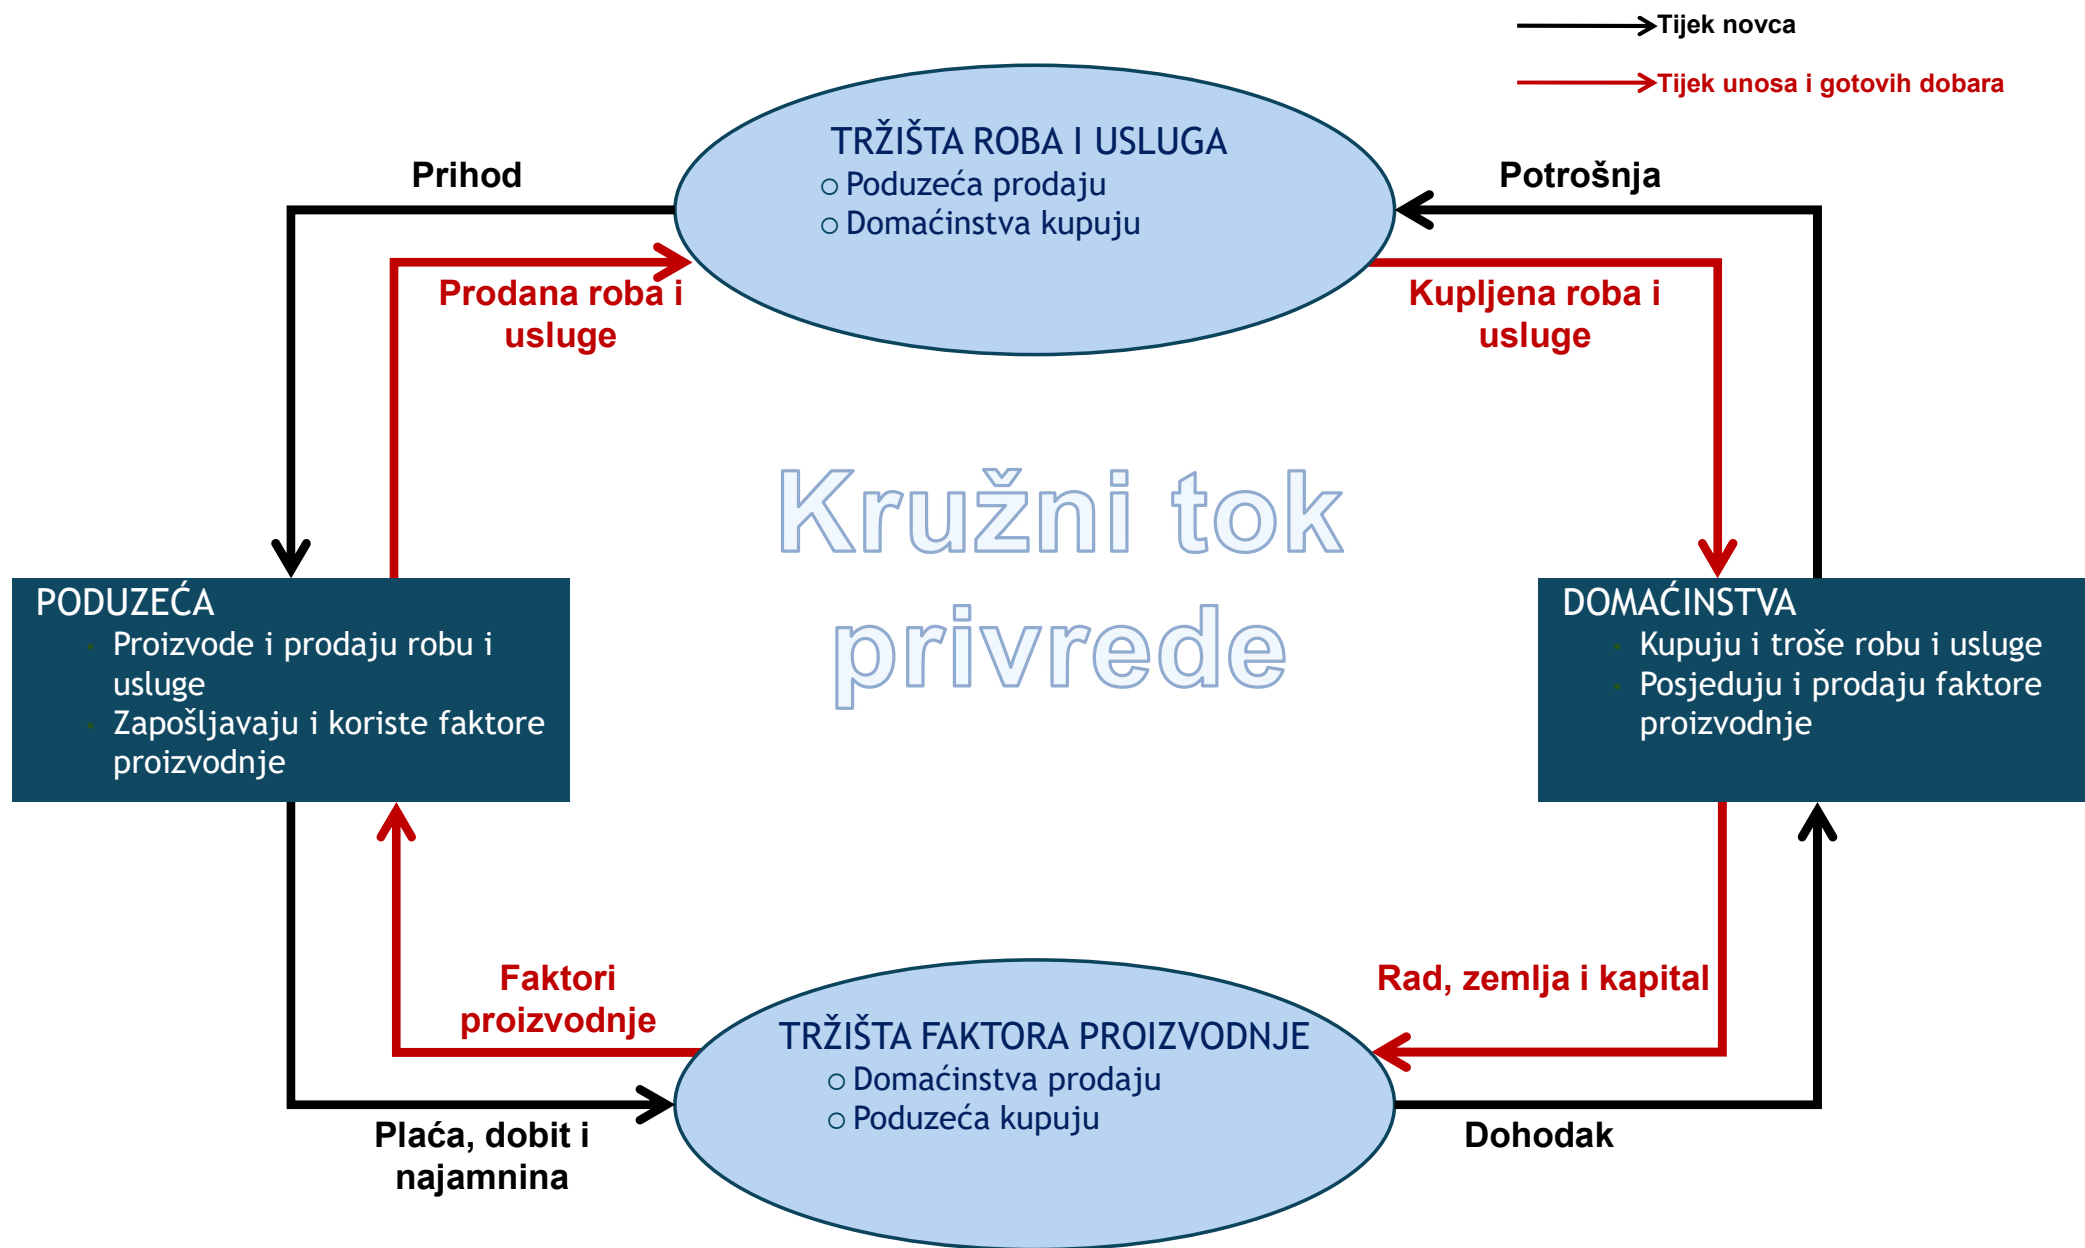 Tijek novca
Tijek unosa i gotovih dobara
TRŽIŠTA ROBA I USLUGA
Poduzeća prodaju
Domaćinstva kupuju
Prihod
Potrošnja
Prodana roba i
usluge
Kupljena roba i
usluge
Kružni tok
privrede
PODUZEĆA
Proizvode i prodaju robu i
usluge
Zapošljavaju i koriste faktore
proizvodnje
DOMAĆINSTVA
Kupuju i troše robu i usluge
Posjeduju i prodaju faktore
proizvodnje
Faktori
proizvodnje
Rad, zemlja i kapital
TRŽIŠTA FAKTORA PROIZVODNJE
Domaćinstva prodaju
Poduzeća kupuju
Plaća, dobit i
najamnina
Dohodak